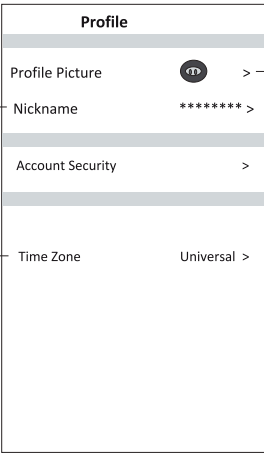 Profile
Profile Picture >
Nickname ******** >
Account Security >
Time Zone Universal >